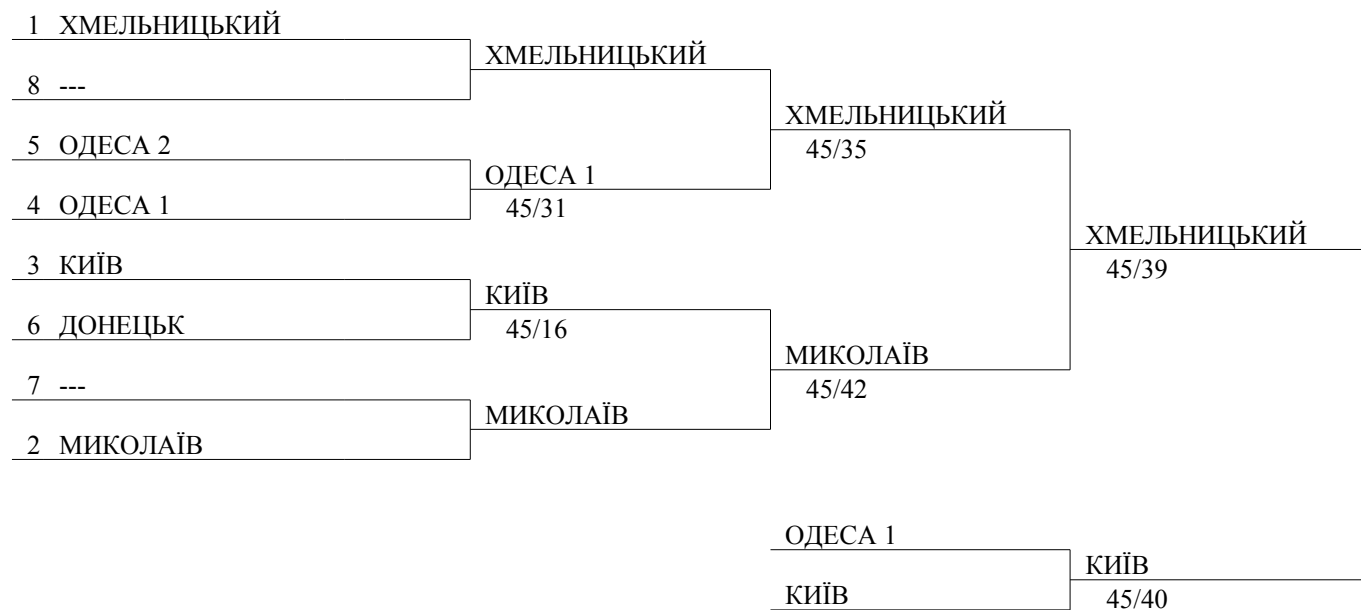 1 ХМЕЛЬНИЦЬКИЙ
ХМЕЛЬНИЦЬКИЙ
8 ---
ХМЕЛЬНИЦЬКИЙ
45/35
5 ОДЕСА 2
ОДЕСА 1
45/31
4 ОДЕСА 1
ХМЕЛЬНИЦЬКИЙ
45/39
3 КИЇВ
КИЇВ
45/16
6 ДОНЕЦЬК
МИКОЛАЇВ
45/42
7 ---
МИКОЛАЇВ
2 МИКОЛАЇВ
ОДЕСА 1
КИЇВ
45/40
КИЇВ